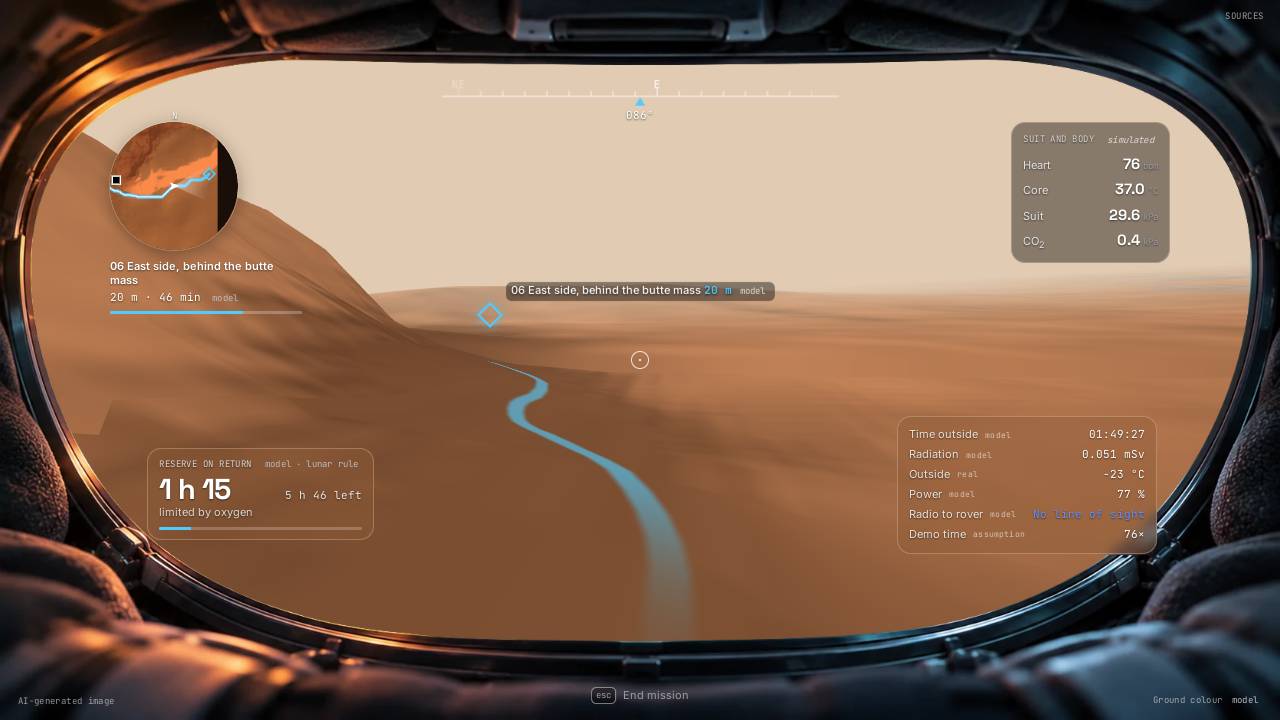 SOURCES
NE E
086°
N
06 East side, behind the butte
mass
20 m · 46 min model
SUIT AND BODY simulated
Heart 76 bpm
Core 37.0 °C
Suit 29.6 kPa
CO2 0.4 kPa
06 East side, behind the butte mass 20 m model
RESERVE ON RETURN model · lunar rule
1 h 15 5 h 46 left
limited by oxygen
Time outside model 01:49:27
Radiation model 0.051 mSv
Outside real -23 °C
Power model 77 %
Radio to rover model No line of sight
Demo time assumption 76×
AI-generated image
esc End mission
Ground colour model